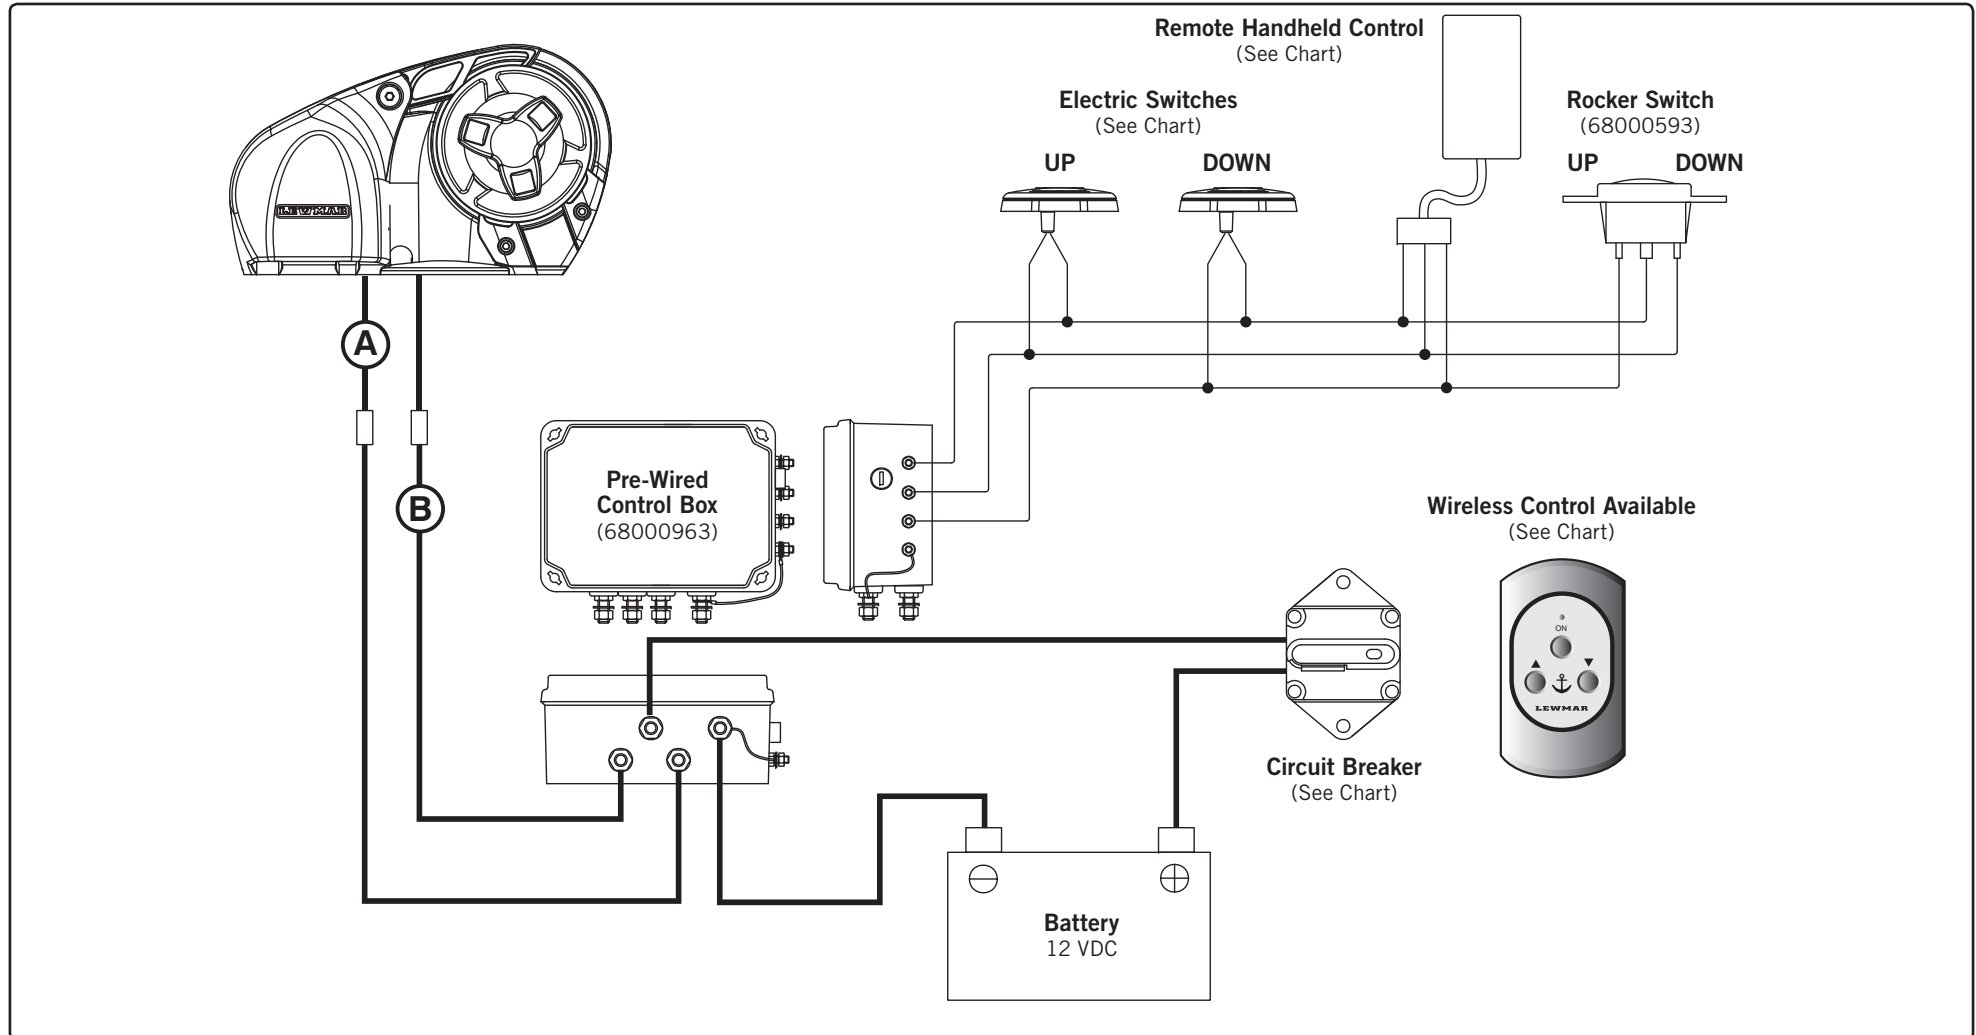 Remote Handheld Control
(See Chart)
Electric Switches
(See Chart)
UP
DOWN
Rocker Switch
(68000593)
UP
DOWN
LEWMAR
A
B
Pre-Wired
Control Box
(68000963)
Wireless Control Available
(See Chart)
ON
LEWMAR
Circuit Breaker
(See Chart)
Battery
12 VDC